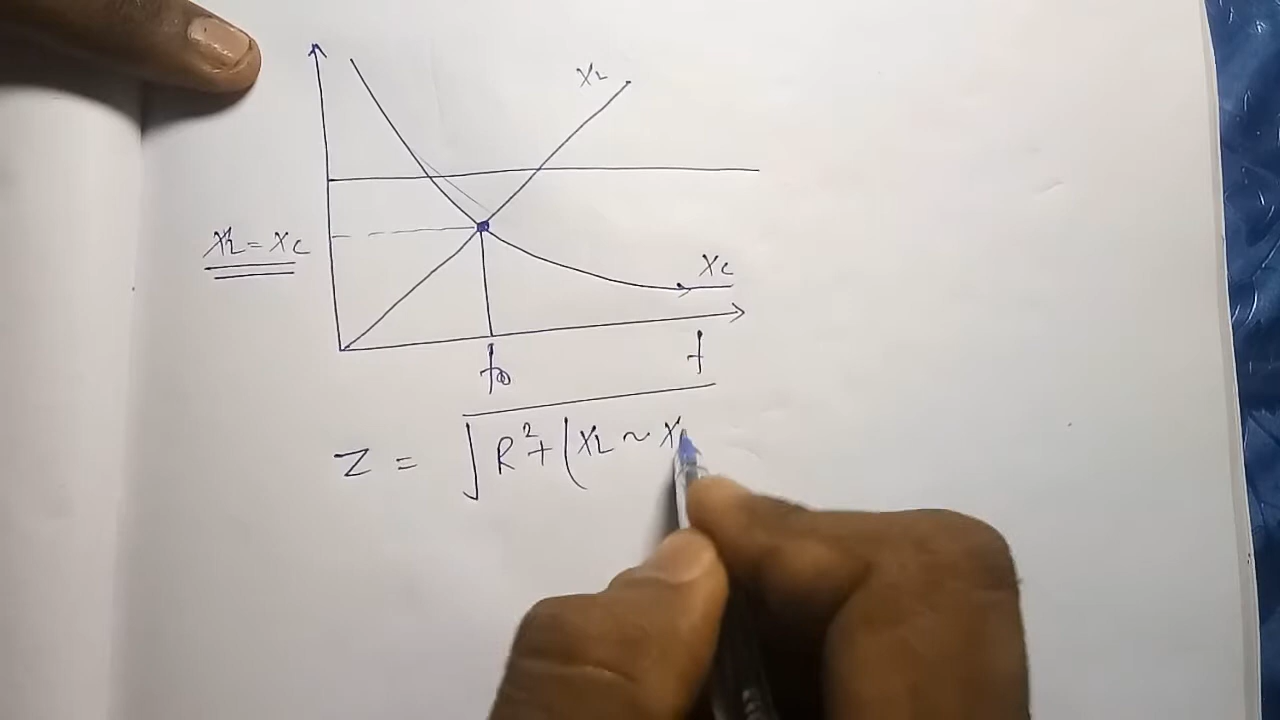 XL
XL = XC
XC
f0
f
Z = √R²+(XL ~ X